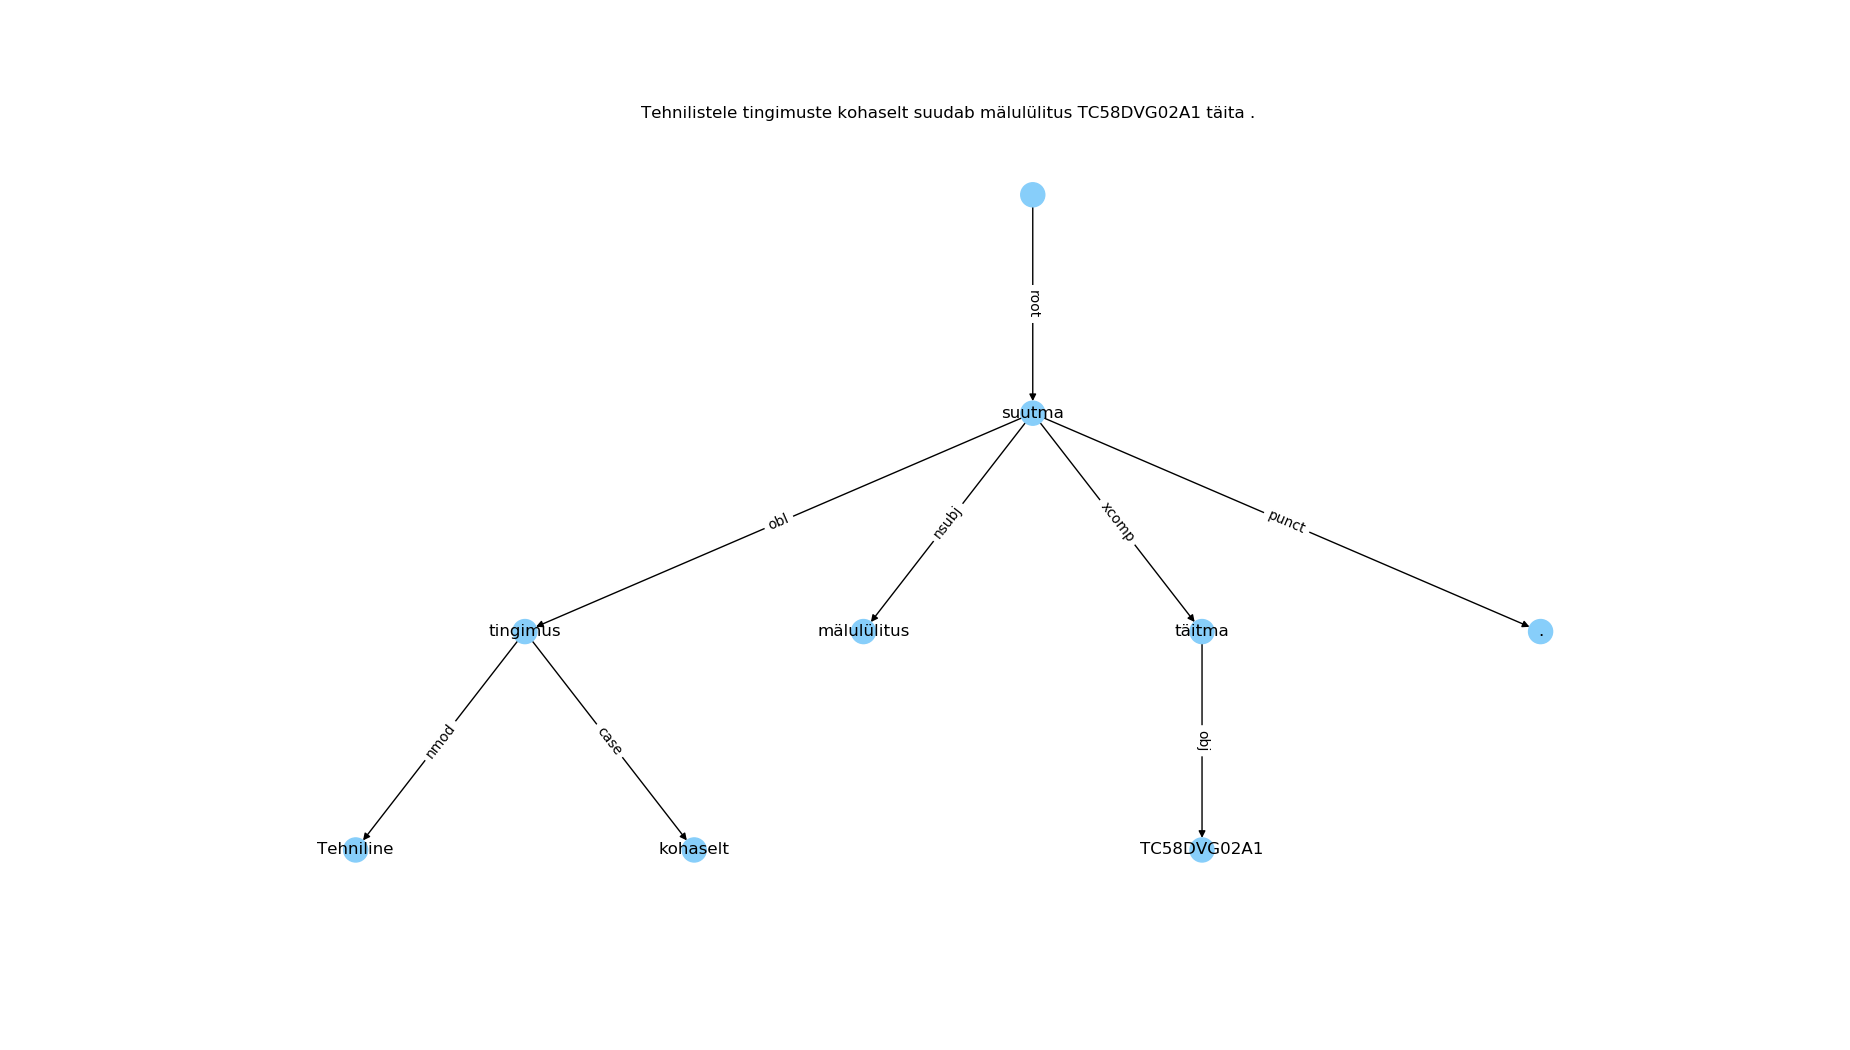 Tehnilistele tingimuste kohaselt suudab mälulülitus TC58DVG02A1 täita .
root
suutma
obl
nsubj
xcomp
punct
tingimus
mälulülitus
täitma
.
nmod
case
obj
Tehniline
kohaselt
TC58DVG02A1